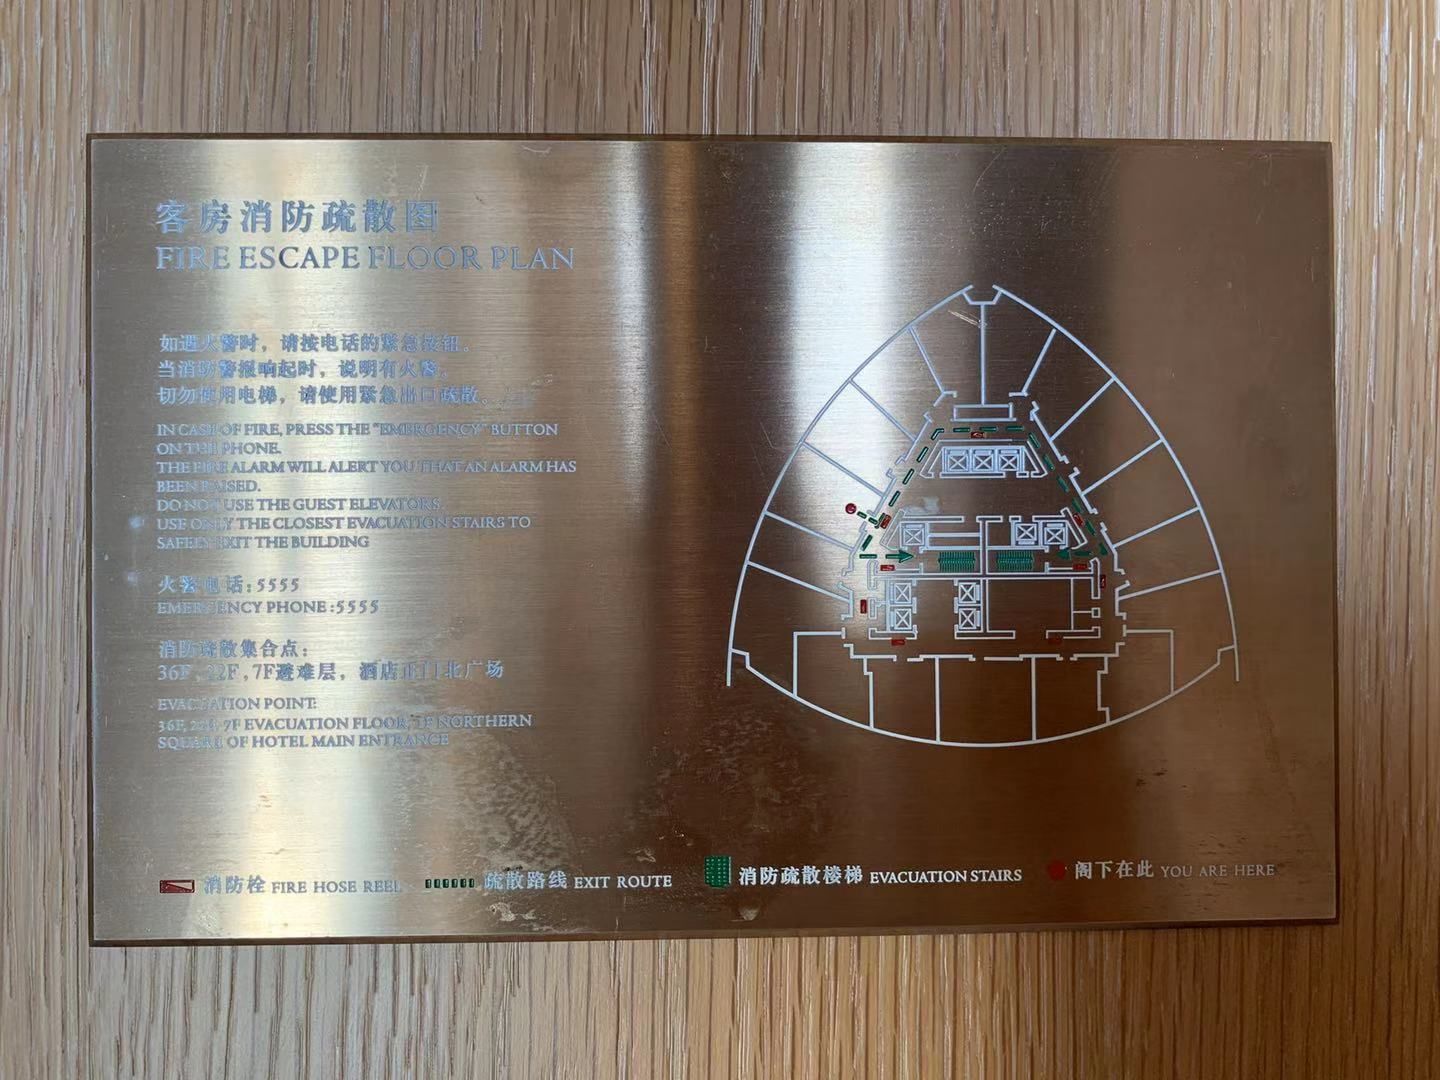 客房消防疏散图
FIRE ESCAPE FLOOR PLAN
如遇火警时，请按电话的紧急按钮。
当消防警报响起时，说明有火警。
切勿使用电梯，请使用紧急出口疏散。
IN CASE OF FIRE, PRESS THE "EMERGENCY" BUTTON
ON THE PHONE.
THE FIRE ALARM WILL ALERT YOU THAT AN ALARM HAS
BEEN RAISED.
DO NOT USE THE GUEST ELEVATORS.
USE ONLY THE CLOSEST EVACUATION STAIRS TO
SAFELY EXIT THE BUILDING
火警电话:5555
EMERGENCY PHONE:5555
消防疏散集合点：
36F, 22F, 7F避难层，酒店正门北广场
EVACUATION POINT:
36F, 22F, 7F EVACUATION FLOOR, 1F NORTHERN
SQUARE OF HOTEL MAIN ENTRANCE
消防栓 FIRE HOSE REEL 疏散路线 EXIT ROUTE 消防疏散楼梯 EVACUATION STAIRS 阁下在此 YOU ARE HERE